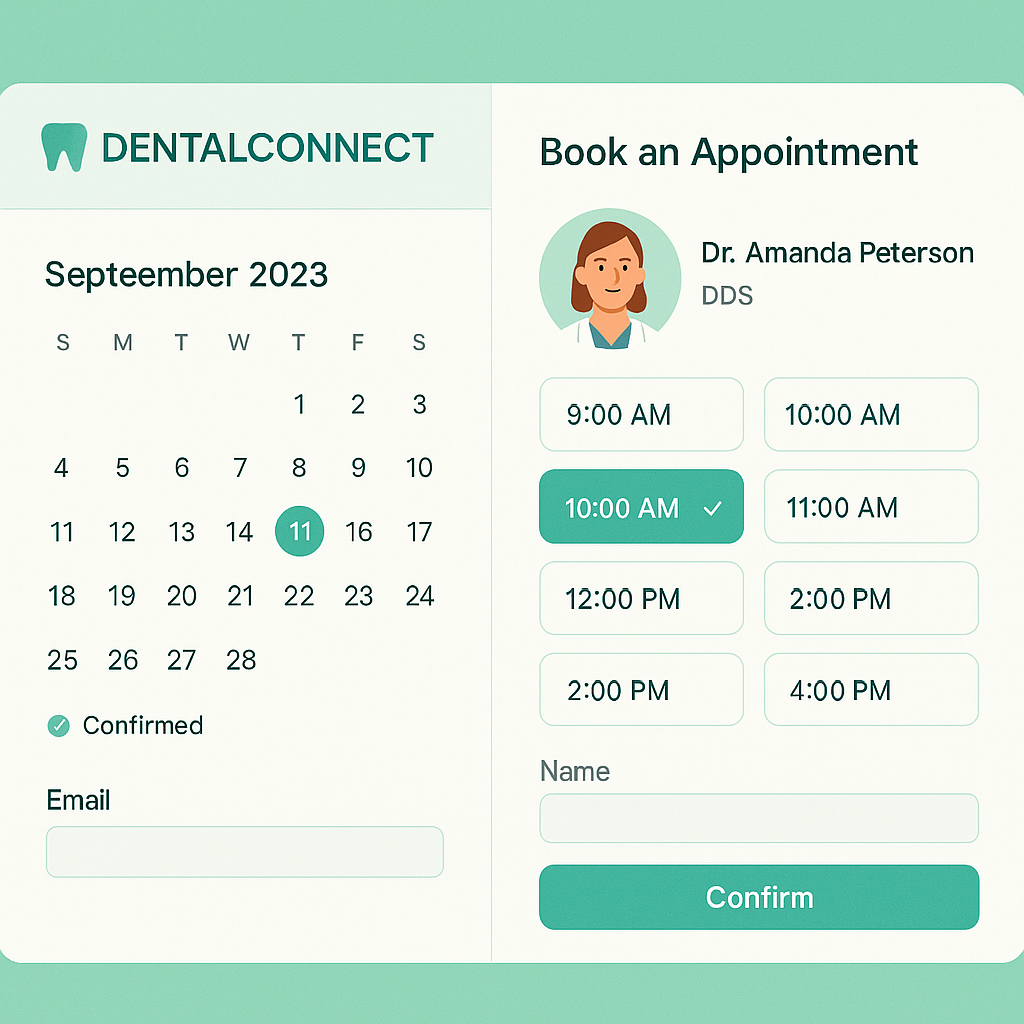 DENTALCONNECT
Septeember 2023
S M T W T F S
1 2 3
4 5 6 7 8 9 10
11 12 13 14 11 16 17
18 19 20 21 22 23 24
25 26 27 28
Confirmed
Email
Book an Appointment
Dr. Amanda Peterson
DDS
9:00 AM 10:00 AM
10:00 AM 11:00 AM
12:00 PM 2:00 PM
2:00 PM 4:00 PM
Name
Confirm